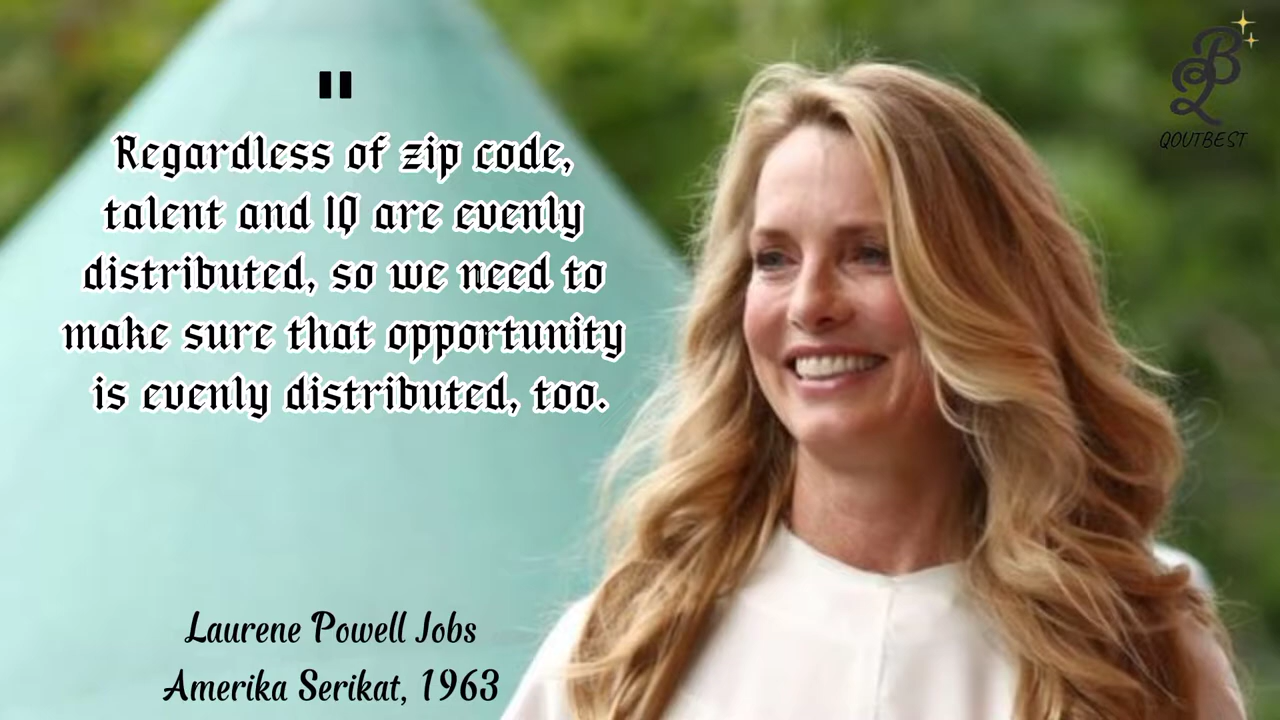 "
Regardless of zip code,
talent and IQ are evenly
distributed, so we need to
make sure that opportunity
is evenly distributed, too.
Laurene Powell Jobs
Amerika Serikat, 1963
QB
QOUTBEST